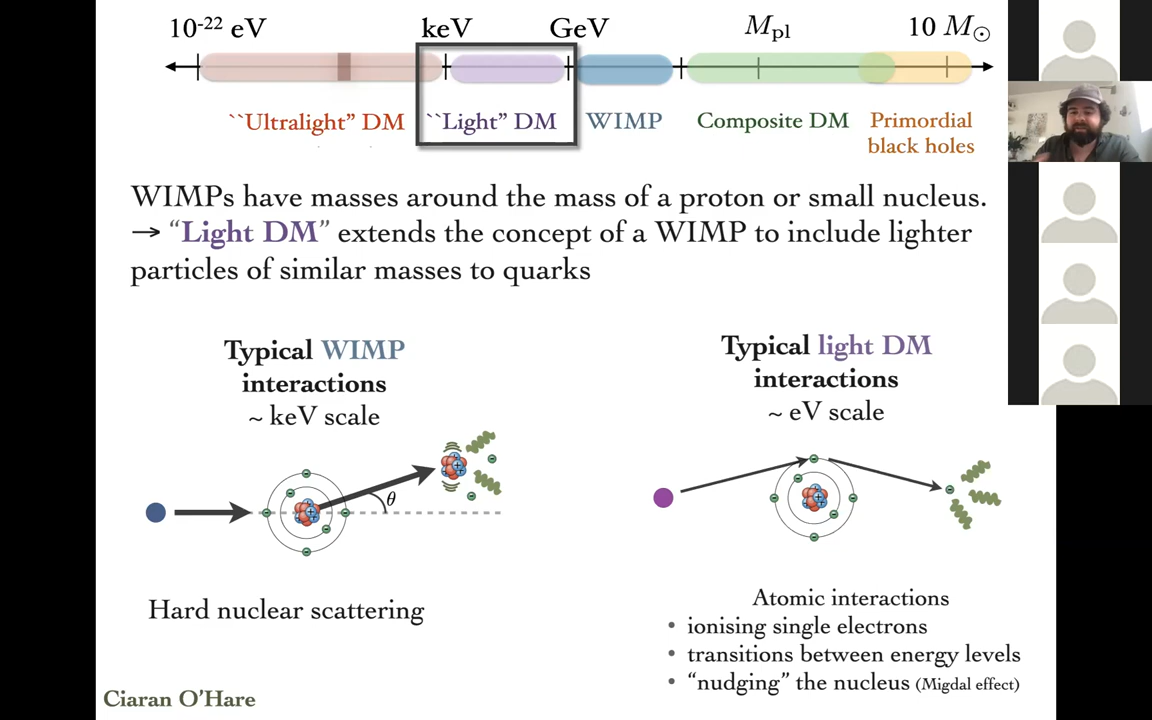 10-22 eV keV GeV Mpl 10 M☉
``Ultralight” DM ``Light” DM WIMP Composite DM Primordial
black holes
WIMPs have masses around the mass of a proton or small nucleus.
→ “Light DM” extends the concept of a WIMP to include lighter
particles of similar masses to quarks
Typical WIMP
interactions
~ keV scale
θ
Hard nuclear scattering
Typical light DM
interactions
~ eV scale
Atomic interactions
• ionising single electrons
• transitions between energy levels
• “nudging” the nucleus (Migdal effect)
Ciaran O’Hare